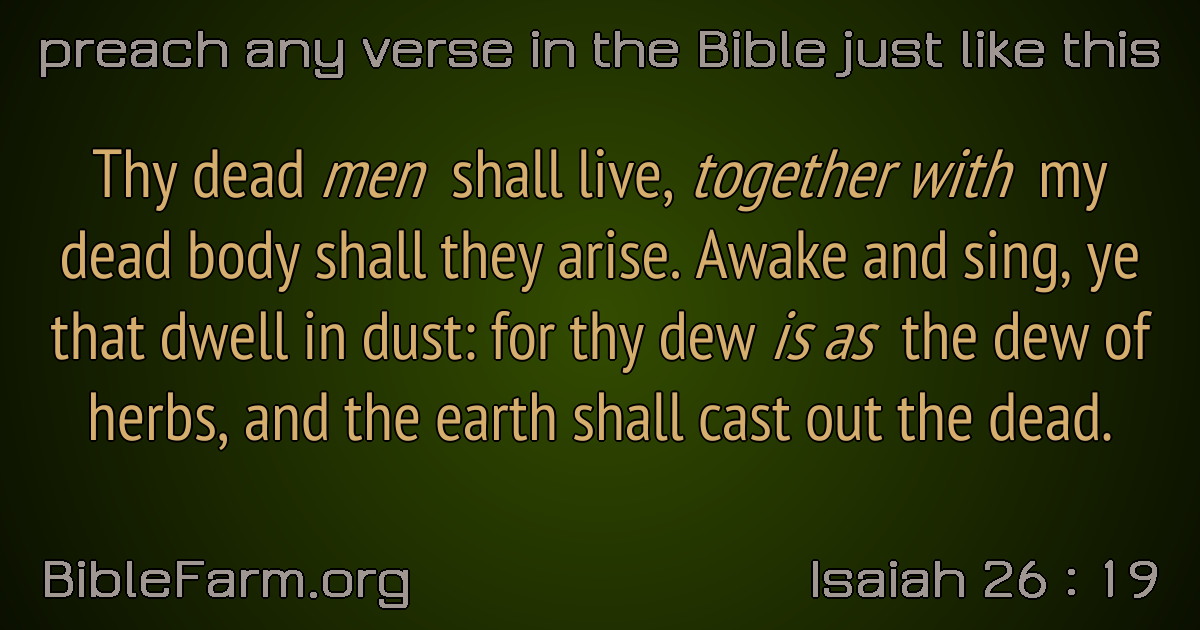 preach any verse in the Bible just like this
Thy dead men shall live, together with my
dead body shall they arise. Awake and sing, ye
that dwell in dust: for thy dew is as the dew of
herbs, and the earth shall cast out the dead.
BibleFarm.org
Isaiah 26 : 19